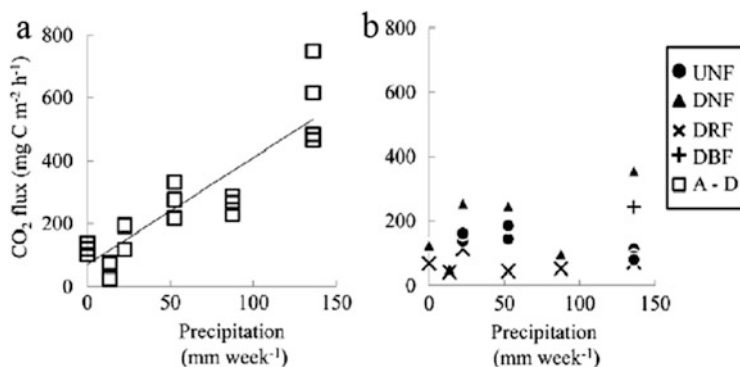 a
b
CO₂ flux (mg C m⁻² h⁻¹)
800
600
400
200
0
0 50 100 150
Precipitation
(mm week⁻¹)
800
600
400
200
0
0 50 100 150
Precipitation
(mm week⁻¹)
UNF
DNF
DRF
DBF
A - D